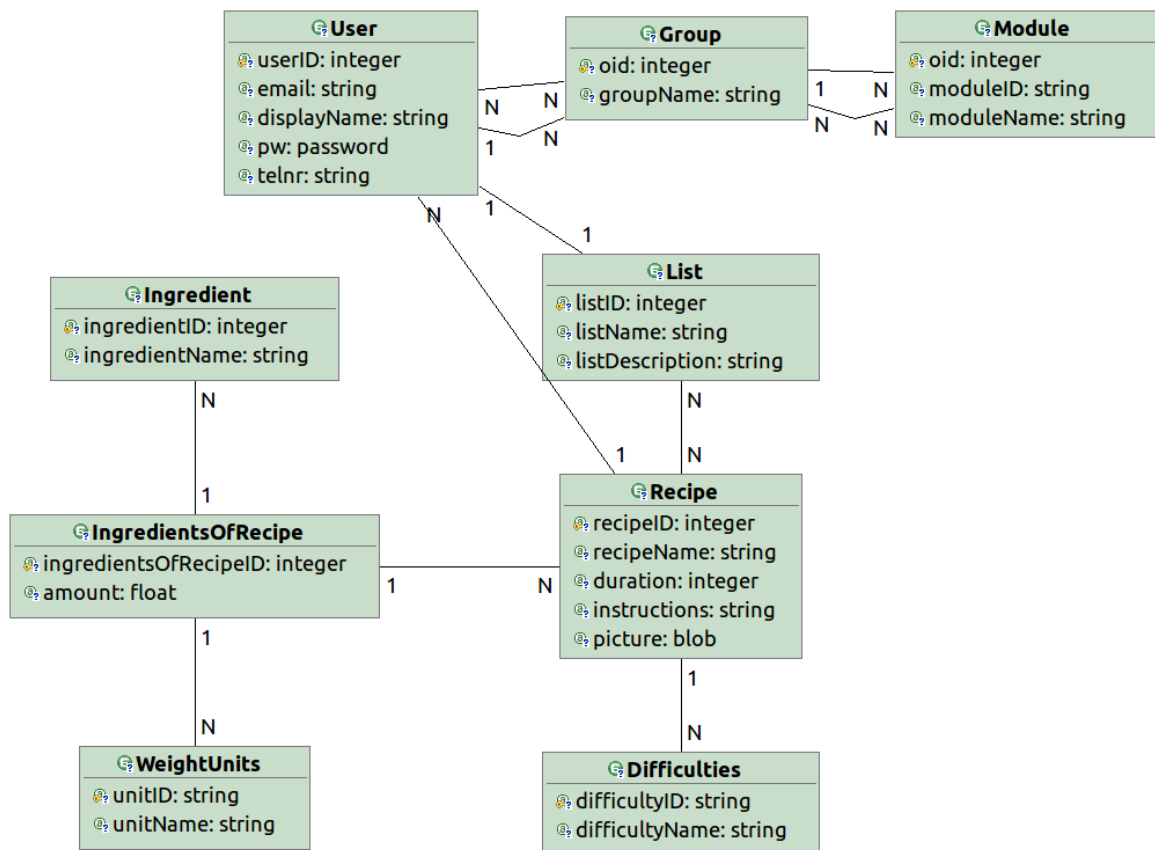 User
userID: integer
email: string
displayName: string
pw: password
telnr: string
Group
oid: integer
groupName: string
Module
oid: integer
moduleID: string
moduleName: string
N
N
1
N
1
N
N
N
N
1
1
List
listID: integer
listName: string
listDescription: string
Ingredient
ingredientID: integer
ingredientName: string
N
1
N
N
1
Recipe
recipeID: integer
recipeName: string
duration: integer
instructions: string
picture: blob
IngredientsOfRecipe
ingredientsOfRecipeID: integer
amount: float
1
N
1
N
1
N
WeightUnits
unitID: string
unitName: string
Difficulties
difficultyID: string
difficultyName: string